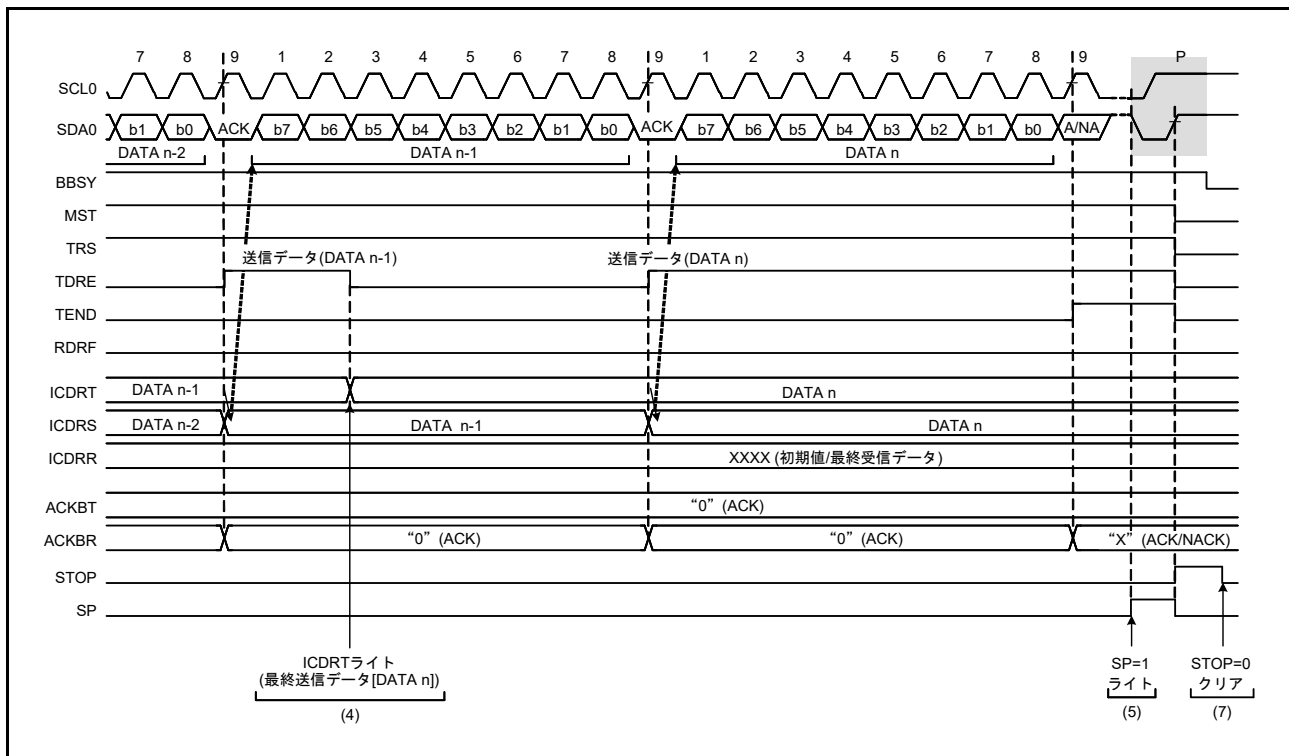 7 8 9 1 2 3 4 5 6 7 8 9 1 2 3 4 5 6 7 8 9 P
SCL0
SDA0 b1 b0 ACK b7 b6 b5 b4 b3 b2 b1 b0 ACK b7 b6 b5 b4 b3 b2 b1 b0 A/NA
DATA n-2 DATA n-1 DATA n
BBSY
MST
TRS
送信データ(DATA n-1) 送信データ(DATA n)
TDRE
TEND
RDRF
ICDRT DATA n-1 DATA n
ICDRS DATA n-2 DATA n-1 DATA n
ICDRR XXXX (初期値/最終受信データ)
ACKBT “0” (ACK)
ACKBR “0” (ACK) “0” (ACK) “X” (ACK/NACK)
STOP
SP
ICDRTライト
(最終送信データ[DATA n])
(4)
SP=1
ライト
(5)
STOP=0
クリア
(7)